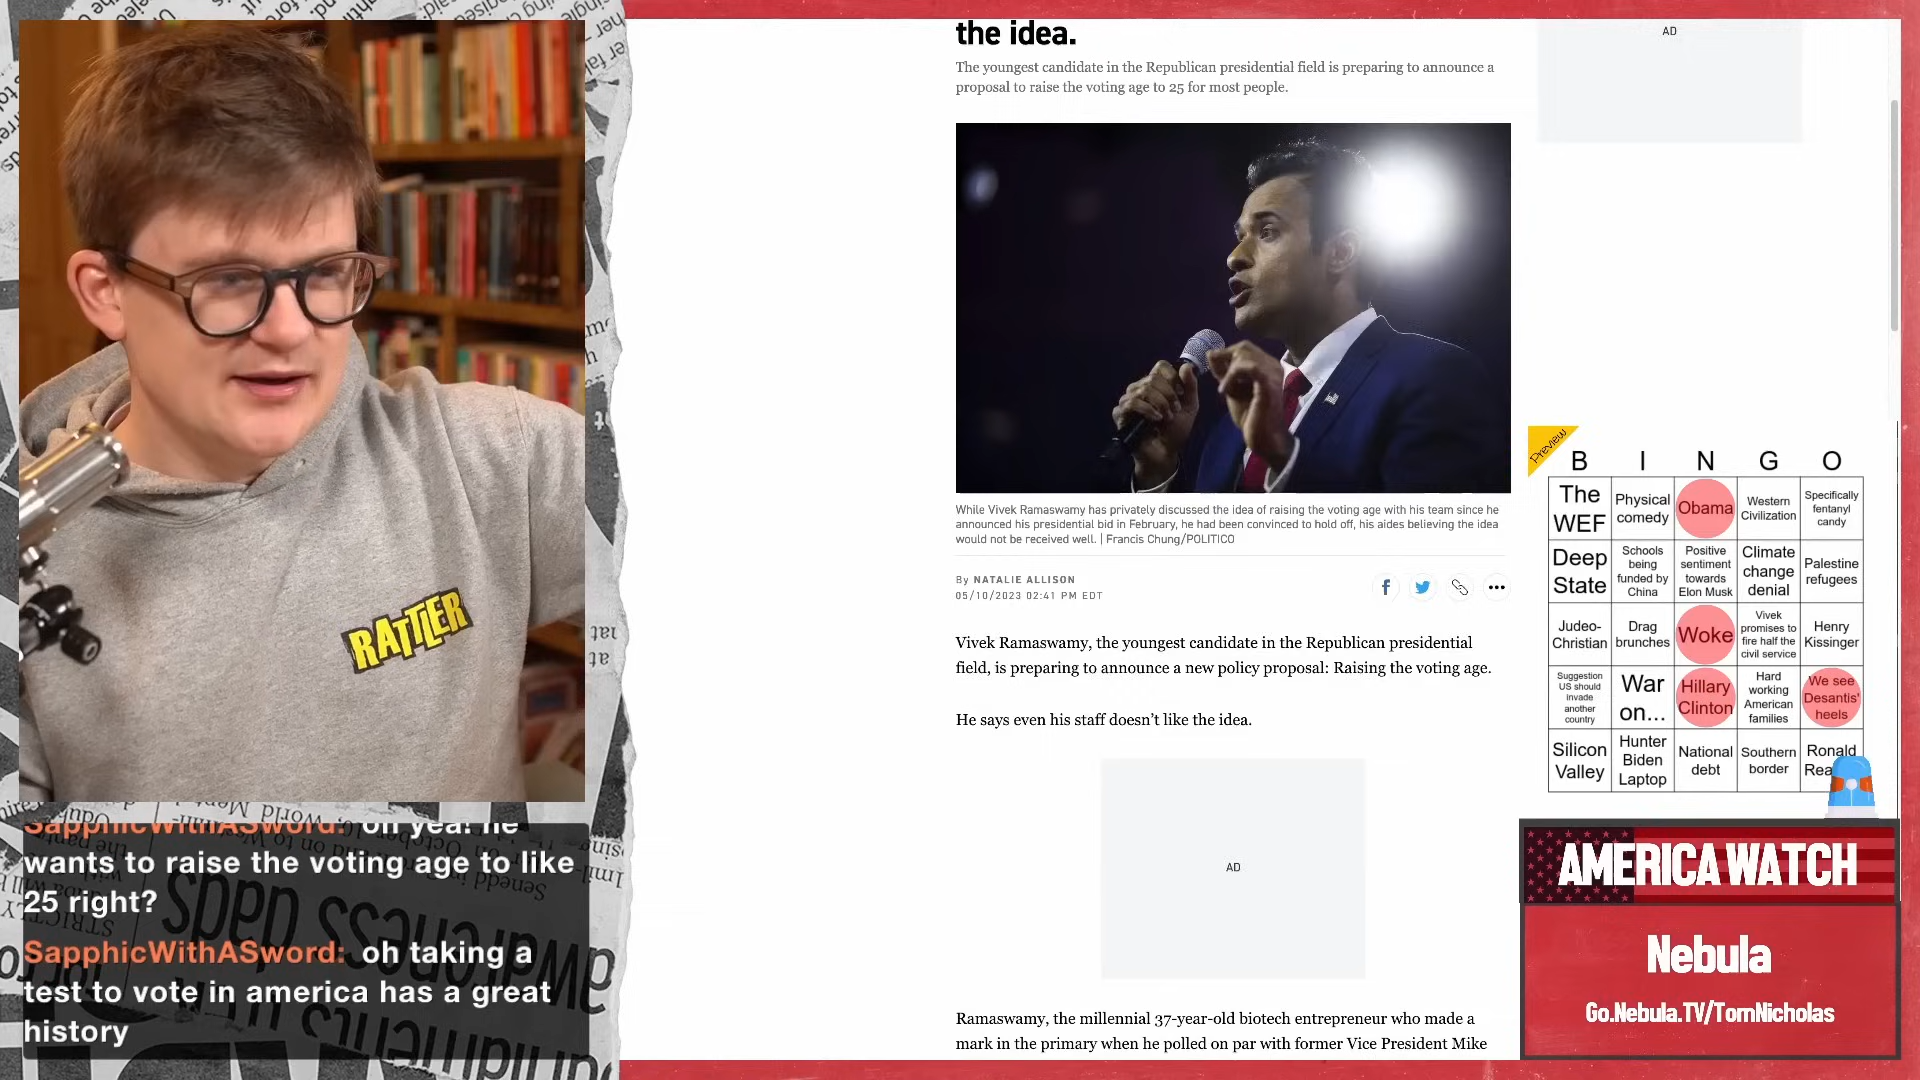 the idea.
The youngest candidate in the Republican presidential field is preparing to announce a
proposal to raise the voting age to 25 for most people.
AD
While Vivek Ramaswamy has privately discussed the idea of raising the voting age with his team since he
announced his presidential bid in February, he had been convinced to hold off, his aides believing the idea
would not be received well. | Francis Chung/POLITICO
By NATALIE ALLISON
05/10/2023 02:41 PM EDT
Vivek Ramaswamy, the youngest candidate in the Republican presidential
field, is preparing to announce a new policy proposal: Raising the voting age.
He says even his staff doesn't like the idea.
AD
Ramaswamy, the millennial 37-year-old biotech entrepreneur who made a
mark in the primary when he polled on par with former Vice President Mike
RATTLER
SapphicWithASword: oh yea! he
wants to raise the voting age to like
25 right?
SapphicWithASword: oh taking a
test to vote in america has a great
history
Preview
B I N G O
The WEF
Physical comedy
Obama
Western Civilization
Specifically fentanyl candy
Deep State
Schools being funded by China
Positive sentiment towards Elon Musk
Climate change denial
Palestine refugees
Judeo-Christian
Drag brunches
Woke
Vivek promises to fire half the civil service
Henry Kissinger
Suggestion US should invade another country
War on...
Hillary Clinton
Hard working American families
We see Desantis' heels
Silicon Valley
Hunter Biden Laptop
National debt
Southern border
Ronald
AMERICA WATCH
Nebula
Go.Nebula.TV/TomNicholas